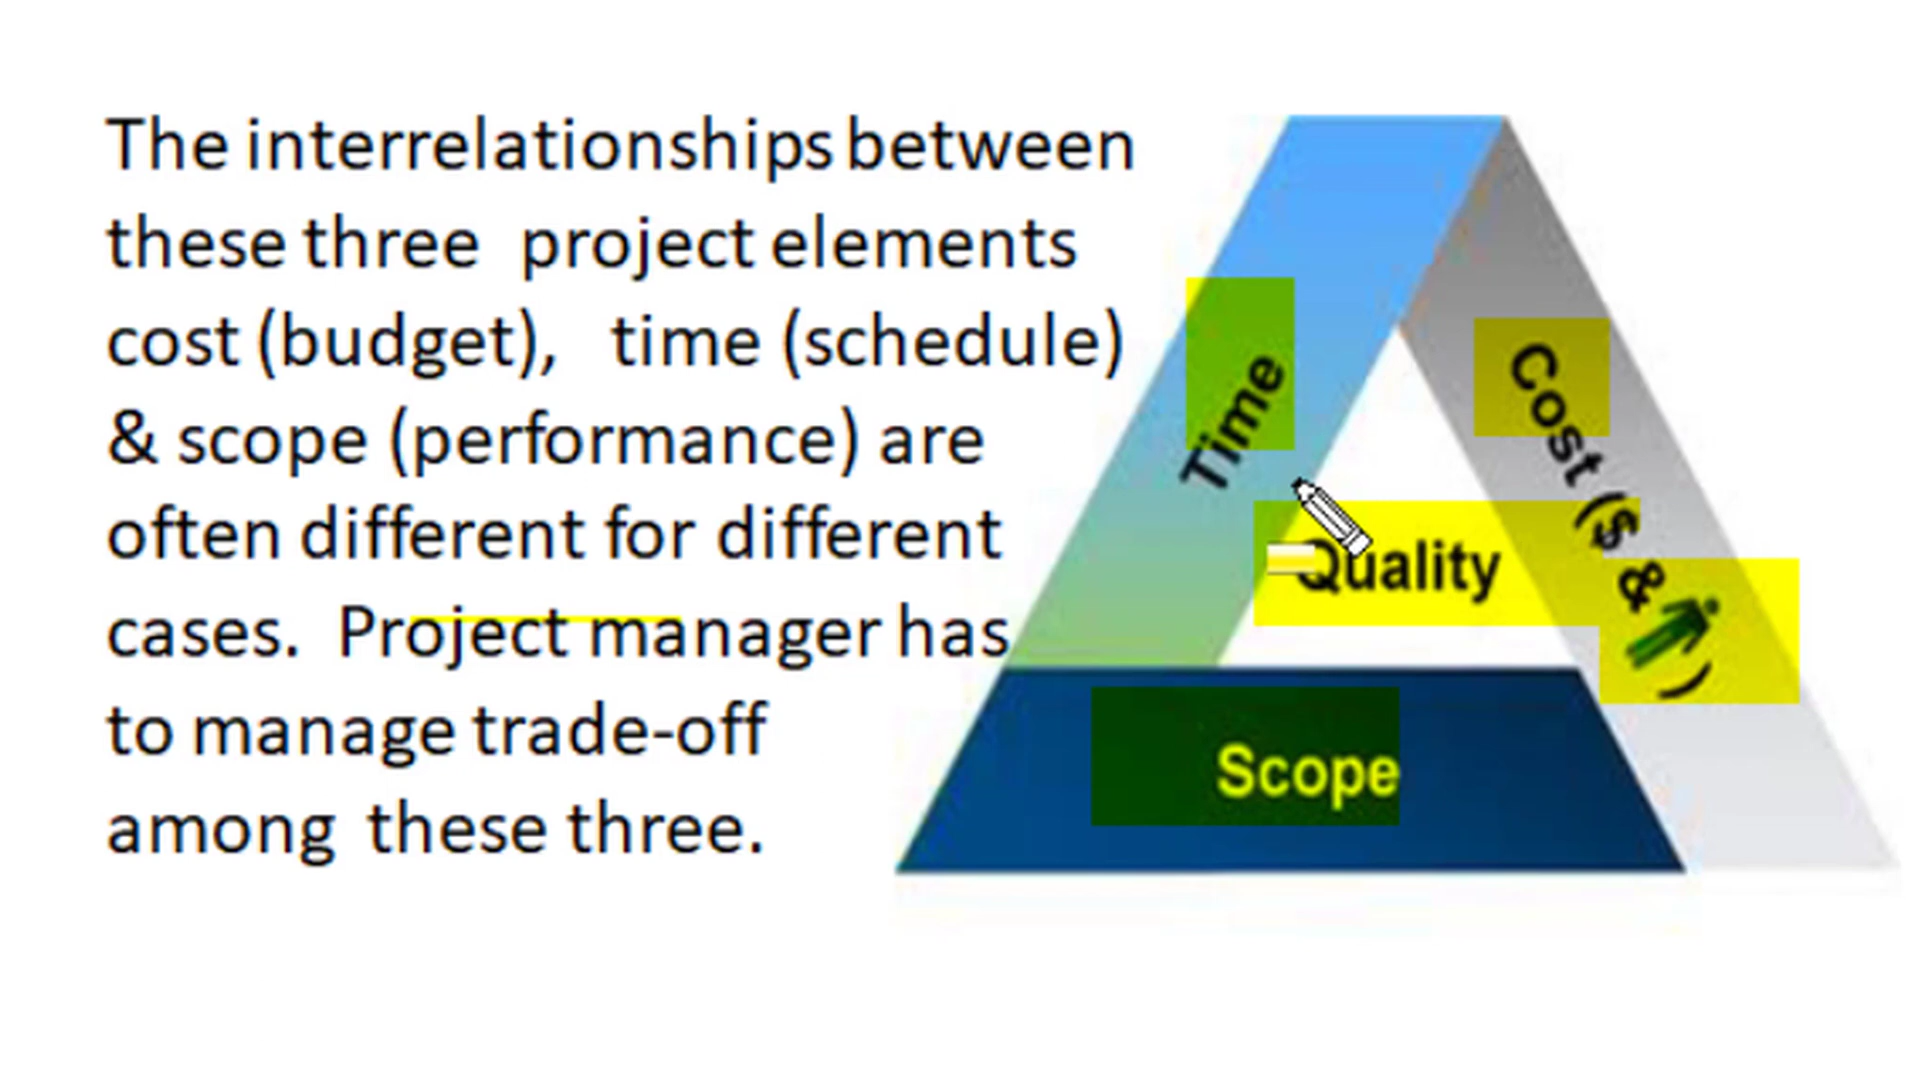 The interrelationships between
these three project elements
cost (budget), time (schedule)
& scope (performance) are
often different for different
cases. Project manager has
to manage trade-off
among these three.
Time
Cost ($ & )
Quality
Scope